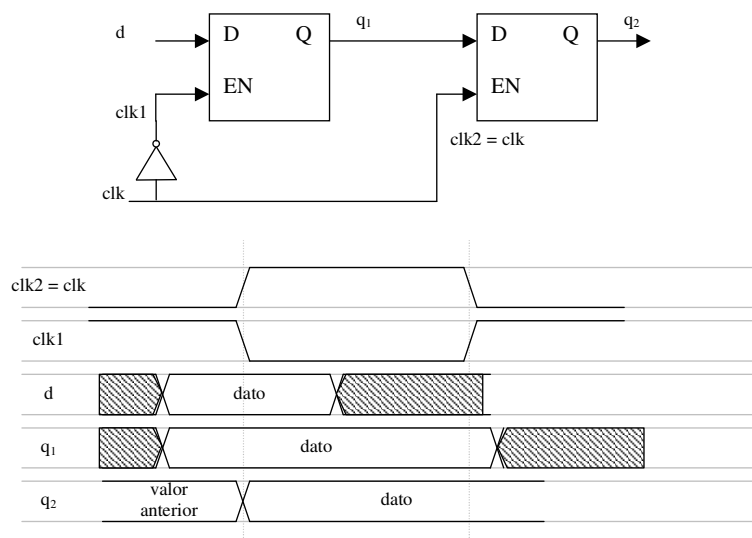 d
D Q
q1
D Q
q2
EN
EN
clk1
clk2 = clk
clk
clk2 = clk
clk1
d
dato
q1
dato
q2
valor
anterior
dato